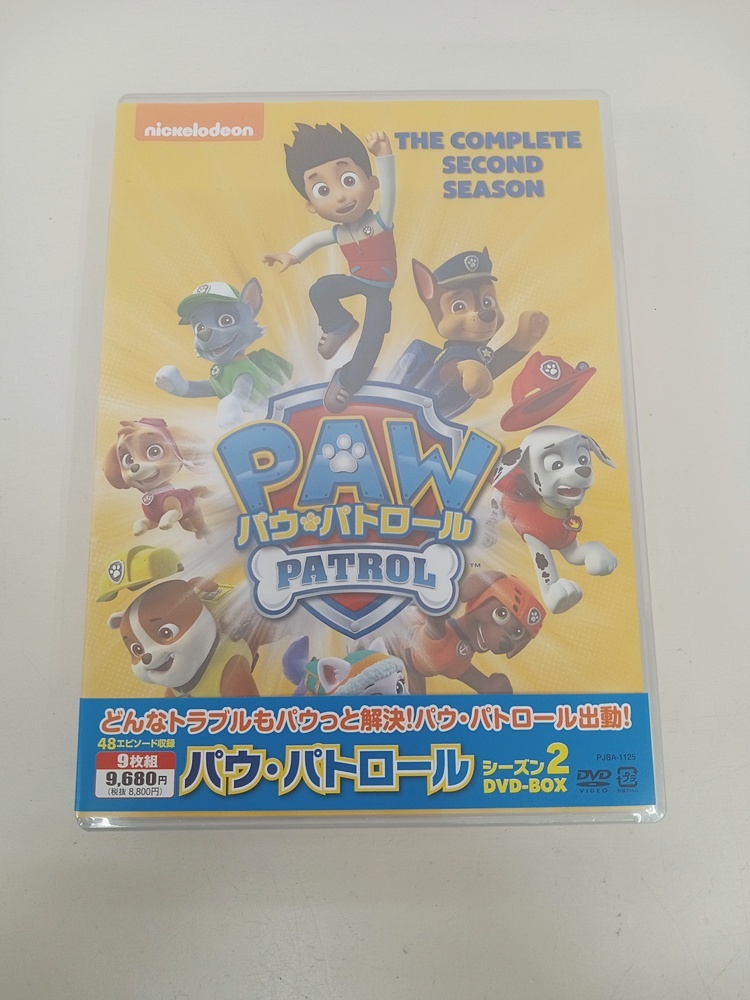 nickelodeon
THE COMPLETE
SECOND
SEASON
PAW
パウ・パトロール
PATROL™
どんなトラブルもパウっと解決!パウ・パトロール出動!
48エピソード収録
9枚組
9,680円
(税抜 8,800円)
パウ・パトロール
シーズン2
DVD-BOX
PJBA-1125
DVD
VIDEO
プラ